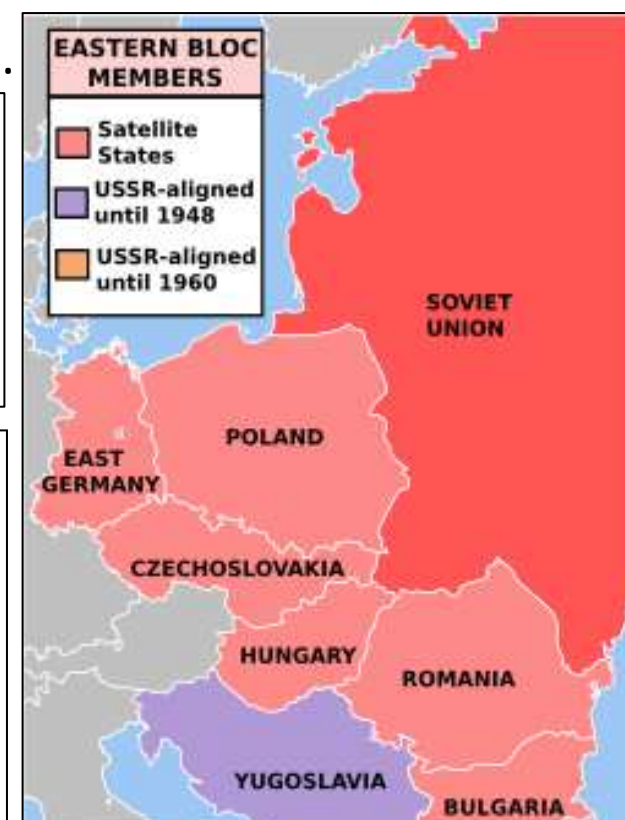 EASTERN BLOC
MEMBERS
Satellite
States
USSR-aligned
until 1948
USSR-aligned
until 1960
SOVIET
UNION
POLAND
EAST
GERMANY
CZECHOSLOVAKIA
HUNGARY
ROMANIA
YUGOSLAVIA
BULGARIA